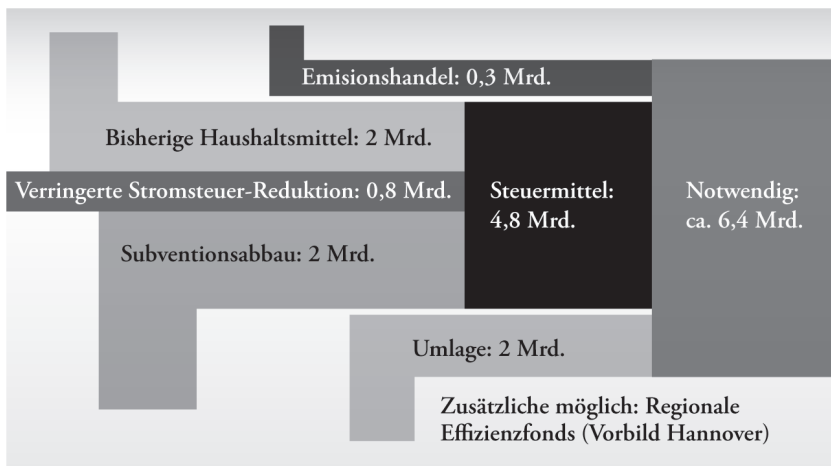 Emisionshandel: 0,3 Mrd.
Bisherige Haushaltsmittel: 2 Mrd.
Verringerte Stromsteuer-Reduktion: 0,8 Mrd.
Subventionsabbau: 2 Mrd.
Steuermittel:
4,8 Mrd.
Notwendig:
ca. 6,4 Mrd.
Umlage: 2 Mrd.
Zusätzliche möglich: Regionale
Effizienzfonds (Vorbild Hannover)